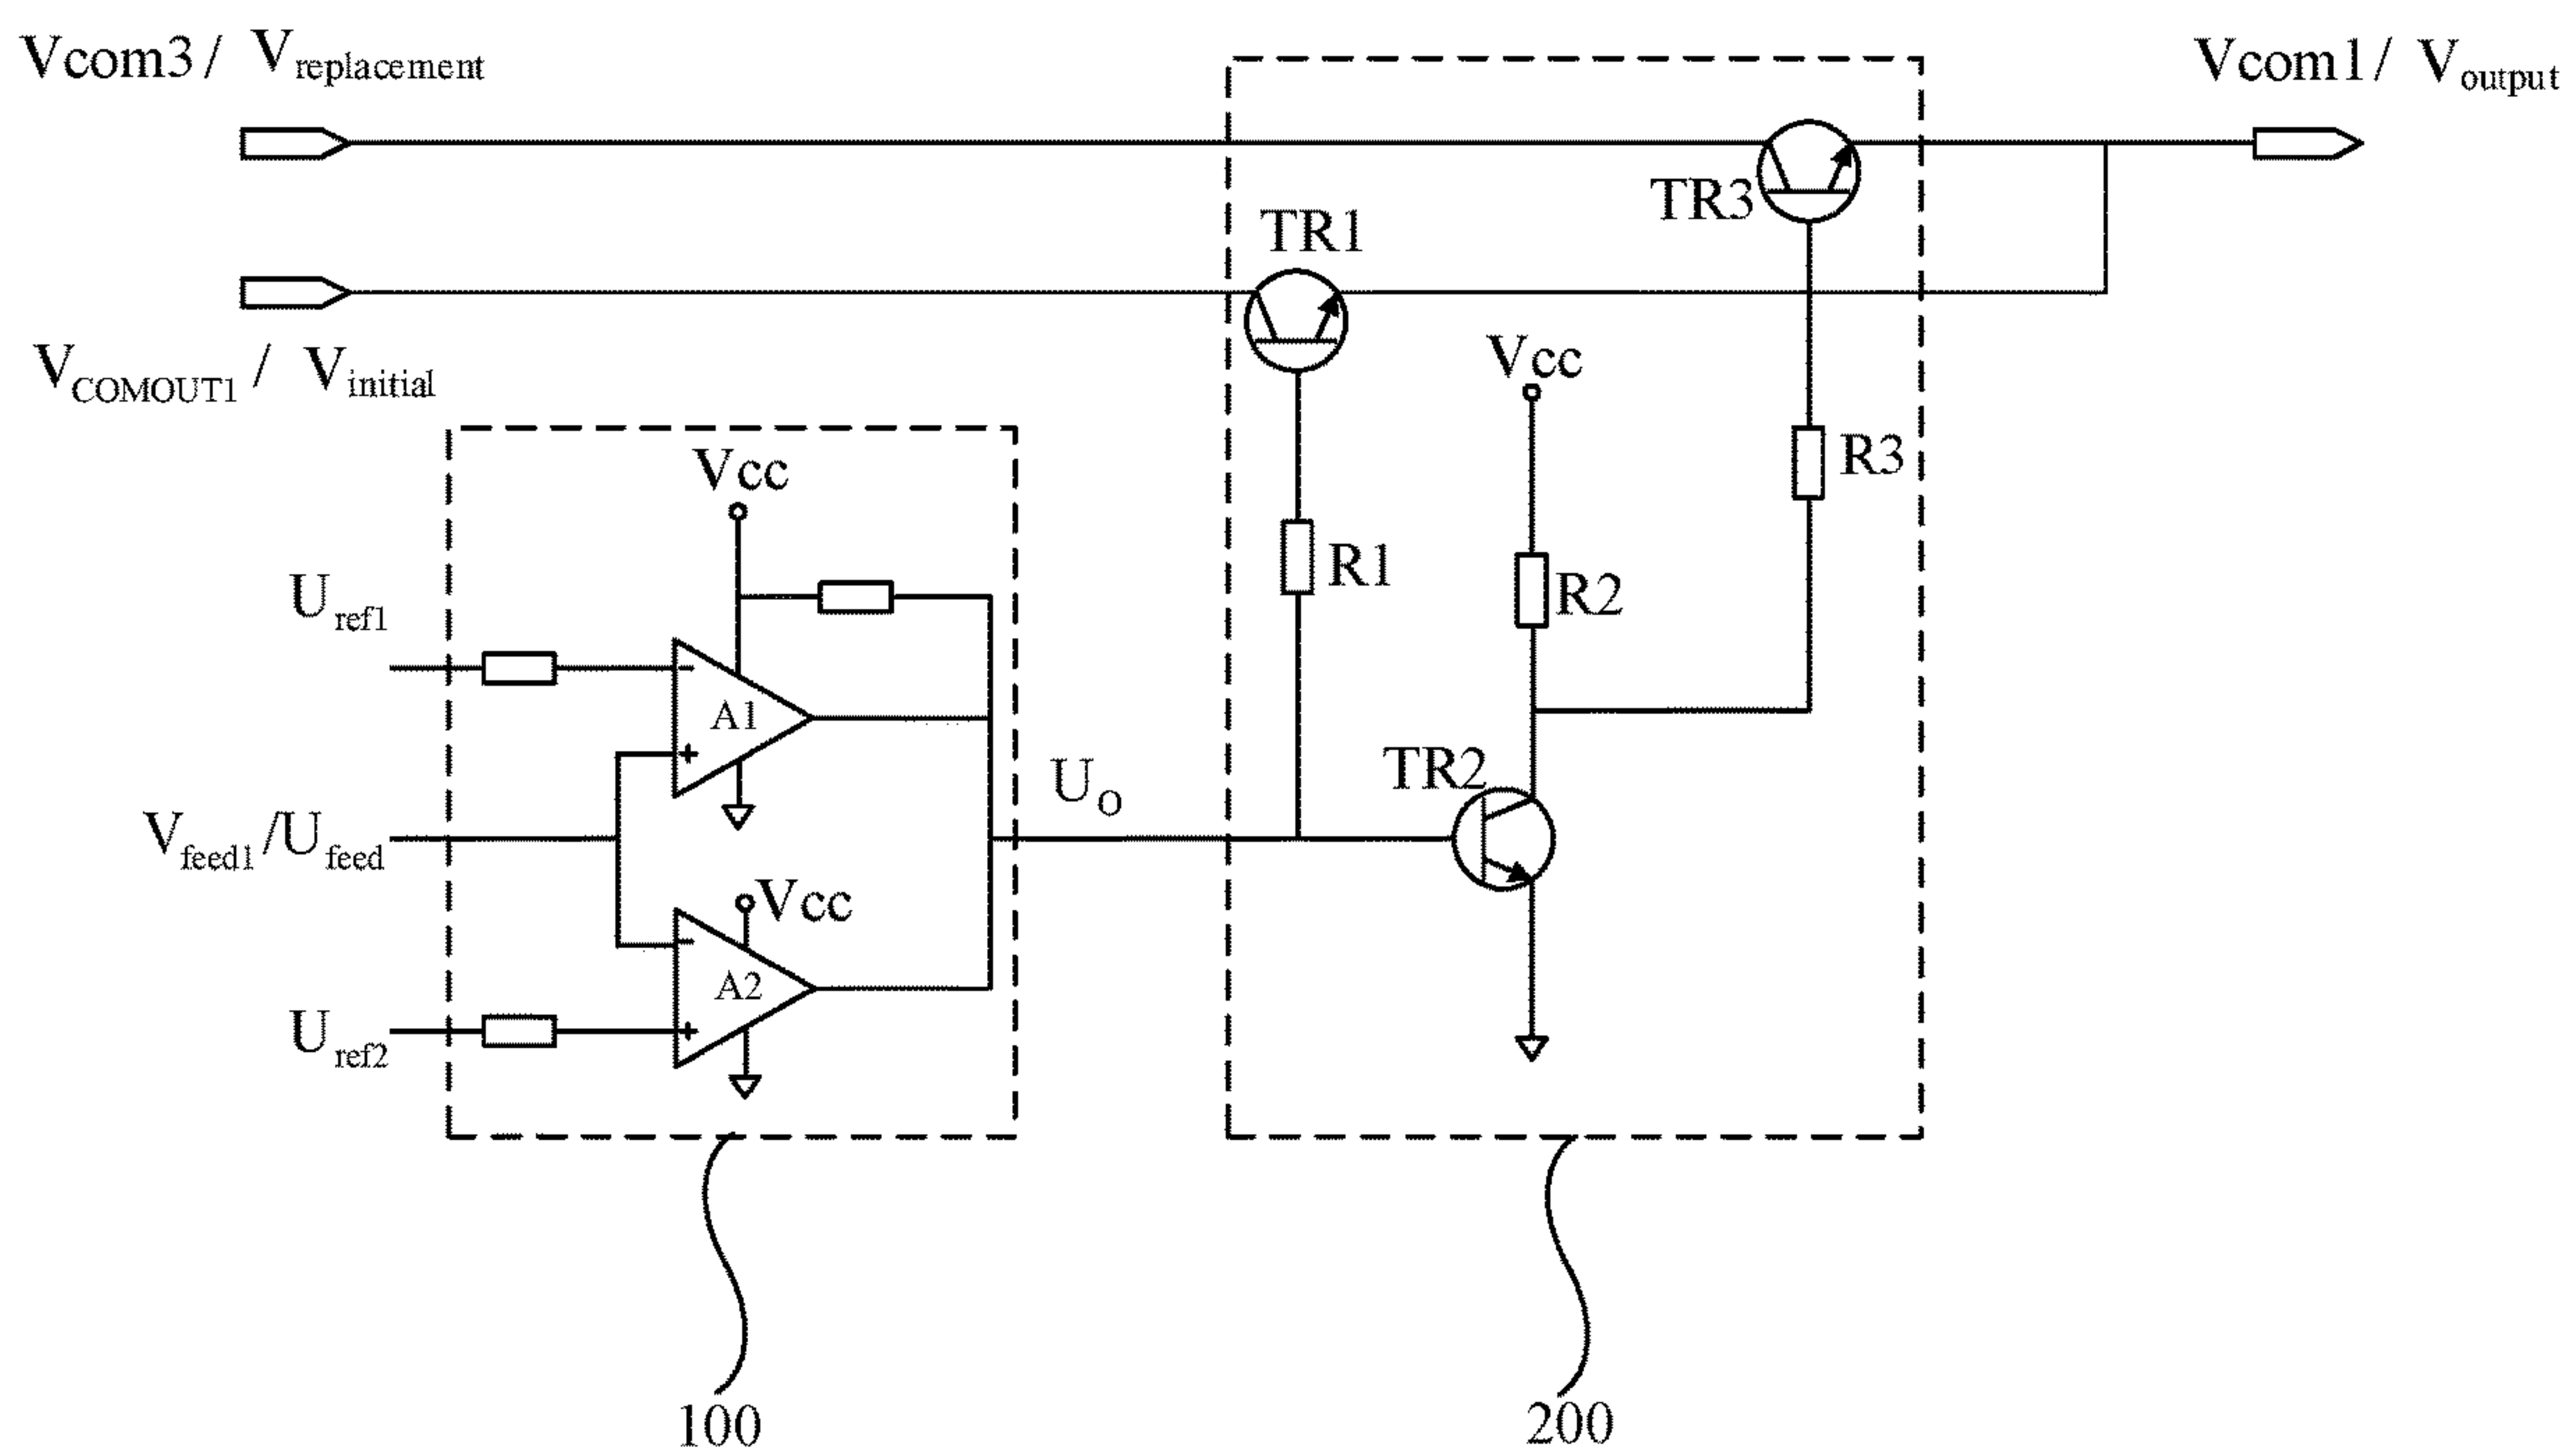 Vcom3 / Vreplacement
Vcom1 / Voutput
TR3
TR1
VCOMOUT1 / Vinitial
Vcc
R3
Vcc
R1
R2
Uref1
−
A1
+
TR2
UO
Vfeed1/Ufeed
Vcc
−
A2
Uref2
+
100
200